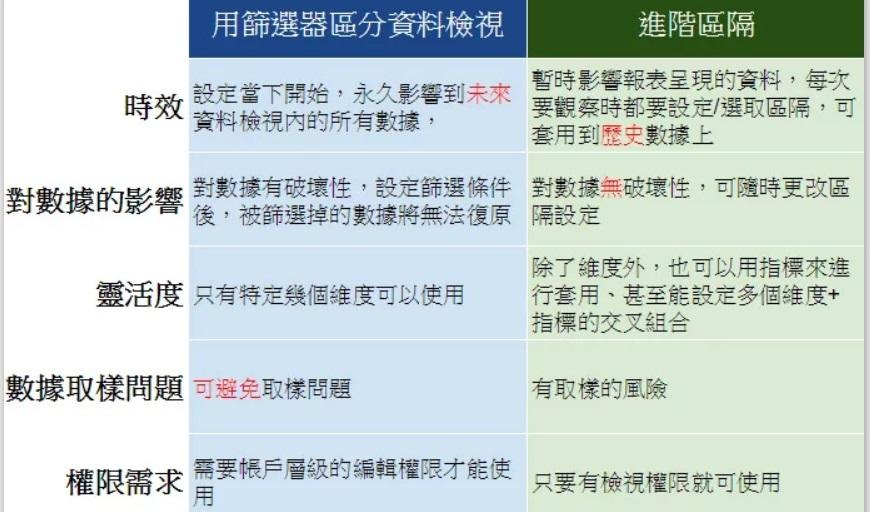 用篩選器區分資料檢視
進階區隔
時效
設定當下開始，永久影響到未來
資料檢視內的所有數據，
暫時影響報表呈現的資料，每次
要觀察時都要設定/選取區隔，可
套用到歷史數據上
對數據的影響
對數據有破壞性，設定篩選條件
後，被篩選掉的數據將無法復原
對數據無破壞性，可隨時更改區
隔設定
靈活度
只有特定幾個維度可以使用
除了維度外，也可以用指標來進
行套用、甚至能設定多個維度+
指標的交叉組合
數據取樣問題
可避免取樣問題
有取樣的風險
權限需求
需要帳戶層級的編輯權限才能使
用
只要有檢視權限就可使用